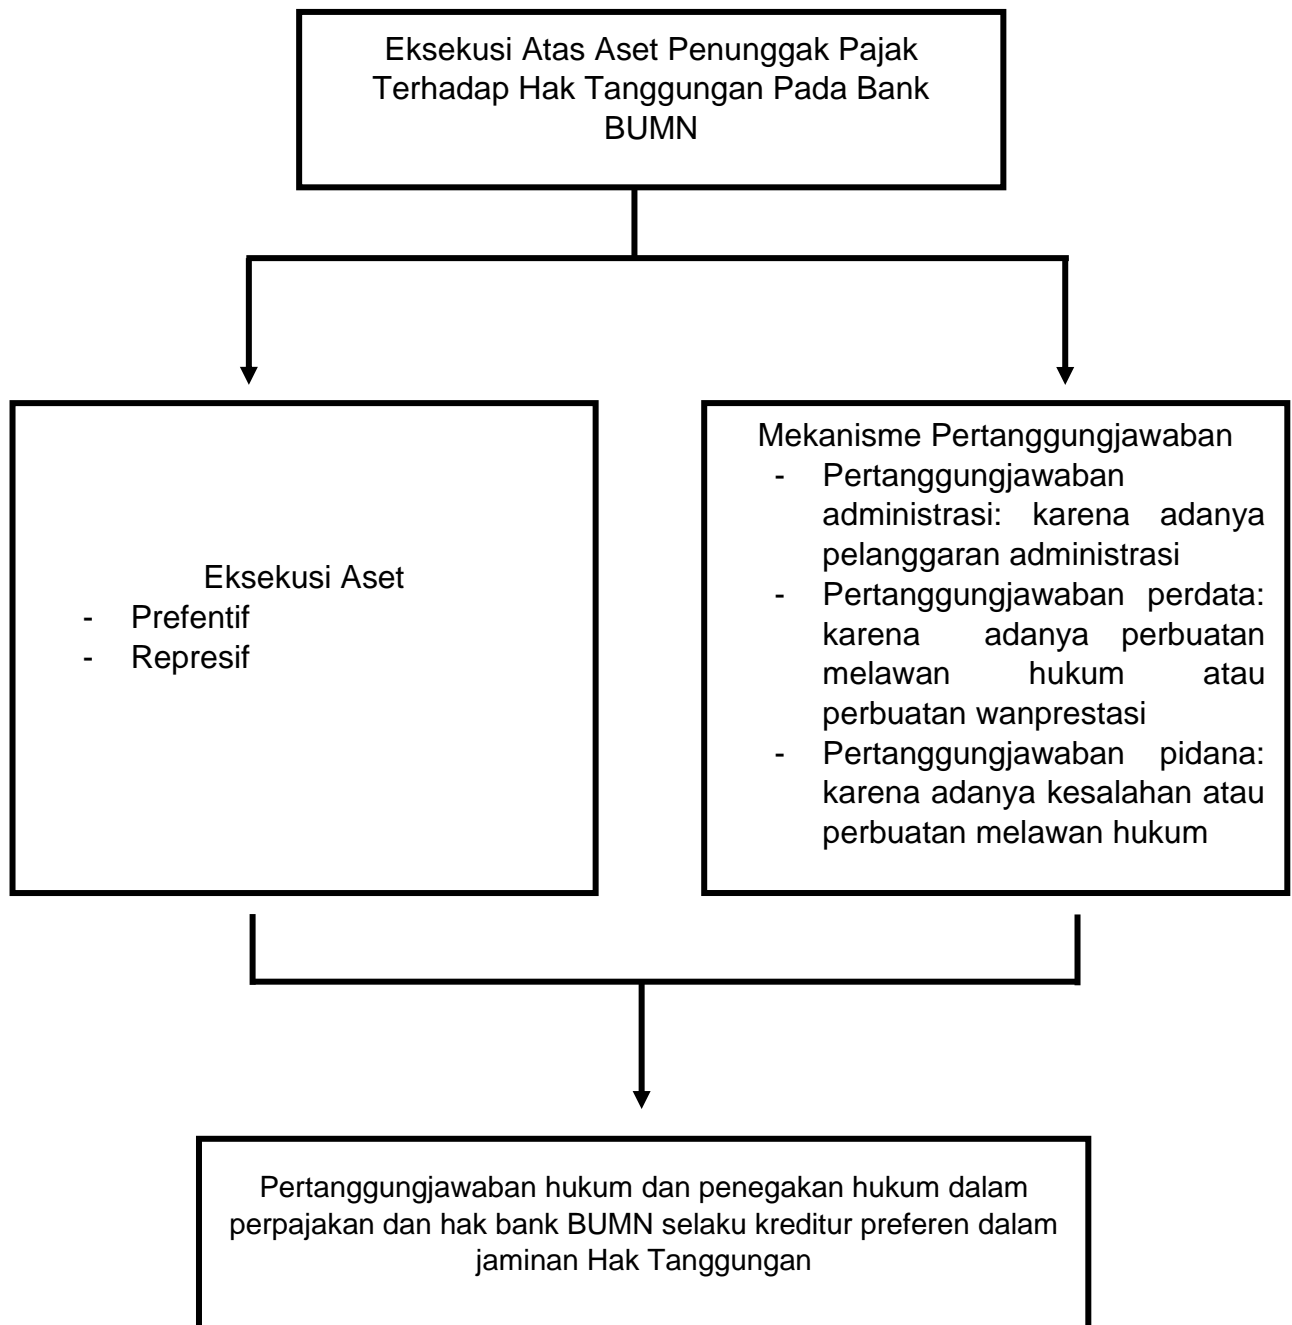 Eksekusi Atas Aset Penunggak Pajak
Terhadap Hak Tanggungan Pada Bank
BUMN
Eksekusi Aset
- Prefentif
- Represif
Mekanisme Pertanggungjawaban
- Pertanggungjawaban
administrasi: karena adanya
pelanggaran administrasi
- Pertanggungjawaban perdata:
karena adanya perbuatan
melawan hukum atau
perbuatan wanprestasi
- Pertanggungjawaban pidana:
karena adanya kesalahan atau
perbuatan melawan hukum
Pertanggungjawaban hukum dan penegakan hukum dalam
perpajakan dan hak bank BUMN selaku kreditur preferen dalam
jaminan Hak Tanggungan